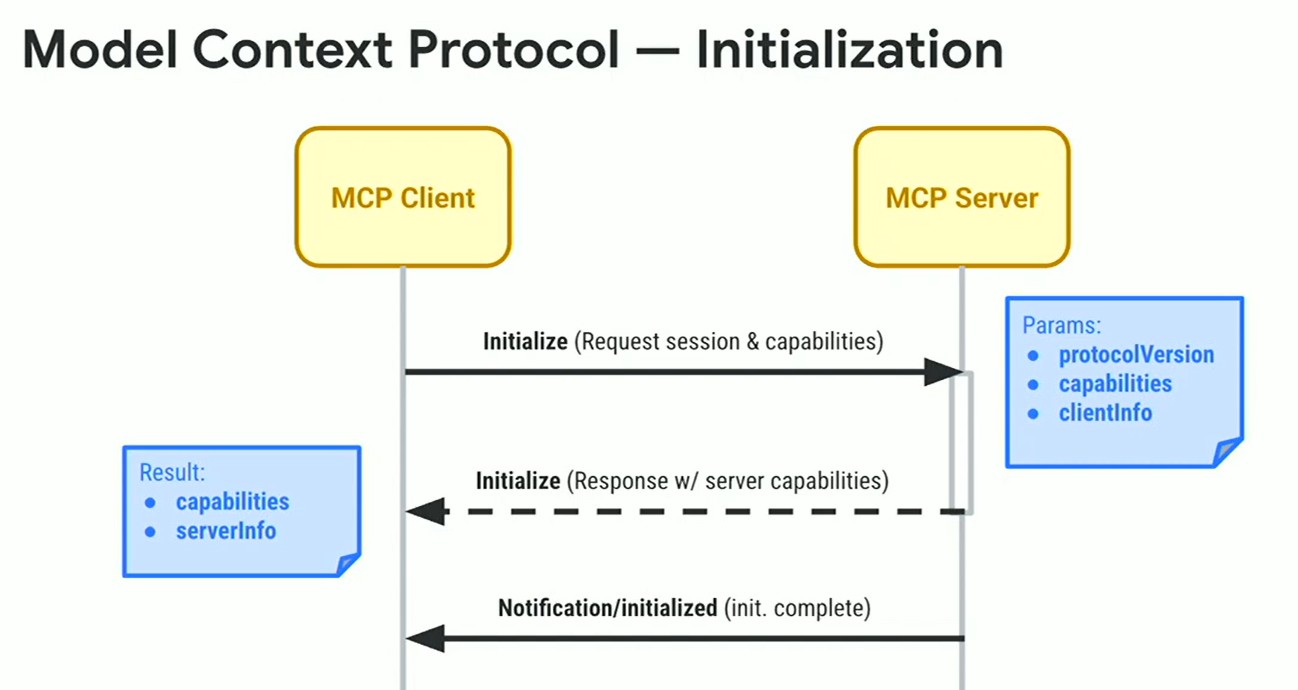 Model Context Protocol — Initialization
MCP Client
MCP Server
Initialize (Request session & capabilities)
Params:
● protocolVersion
● capabilities
● clientInfo
Initialize (Response w/ server capabilities)
Result:
● capabilities
● serverInfo
Notification/initialized (init. complete)